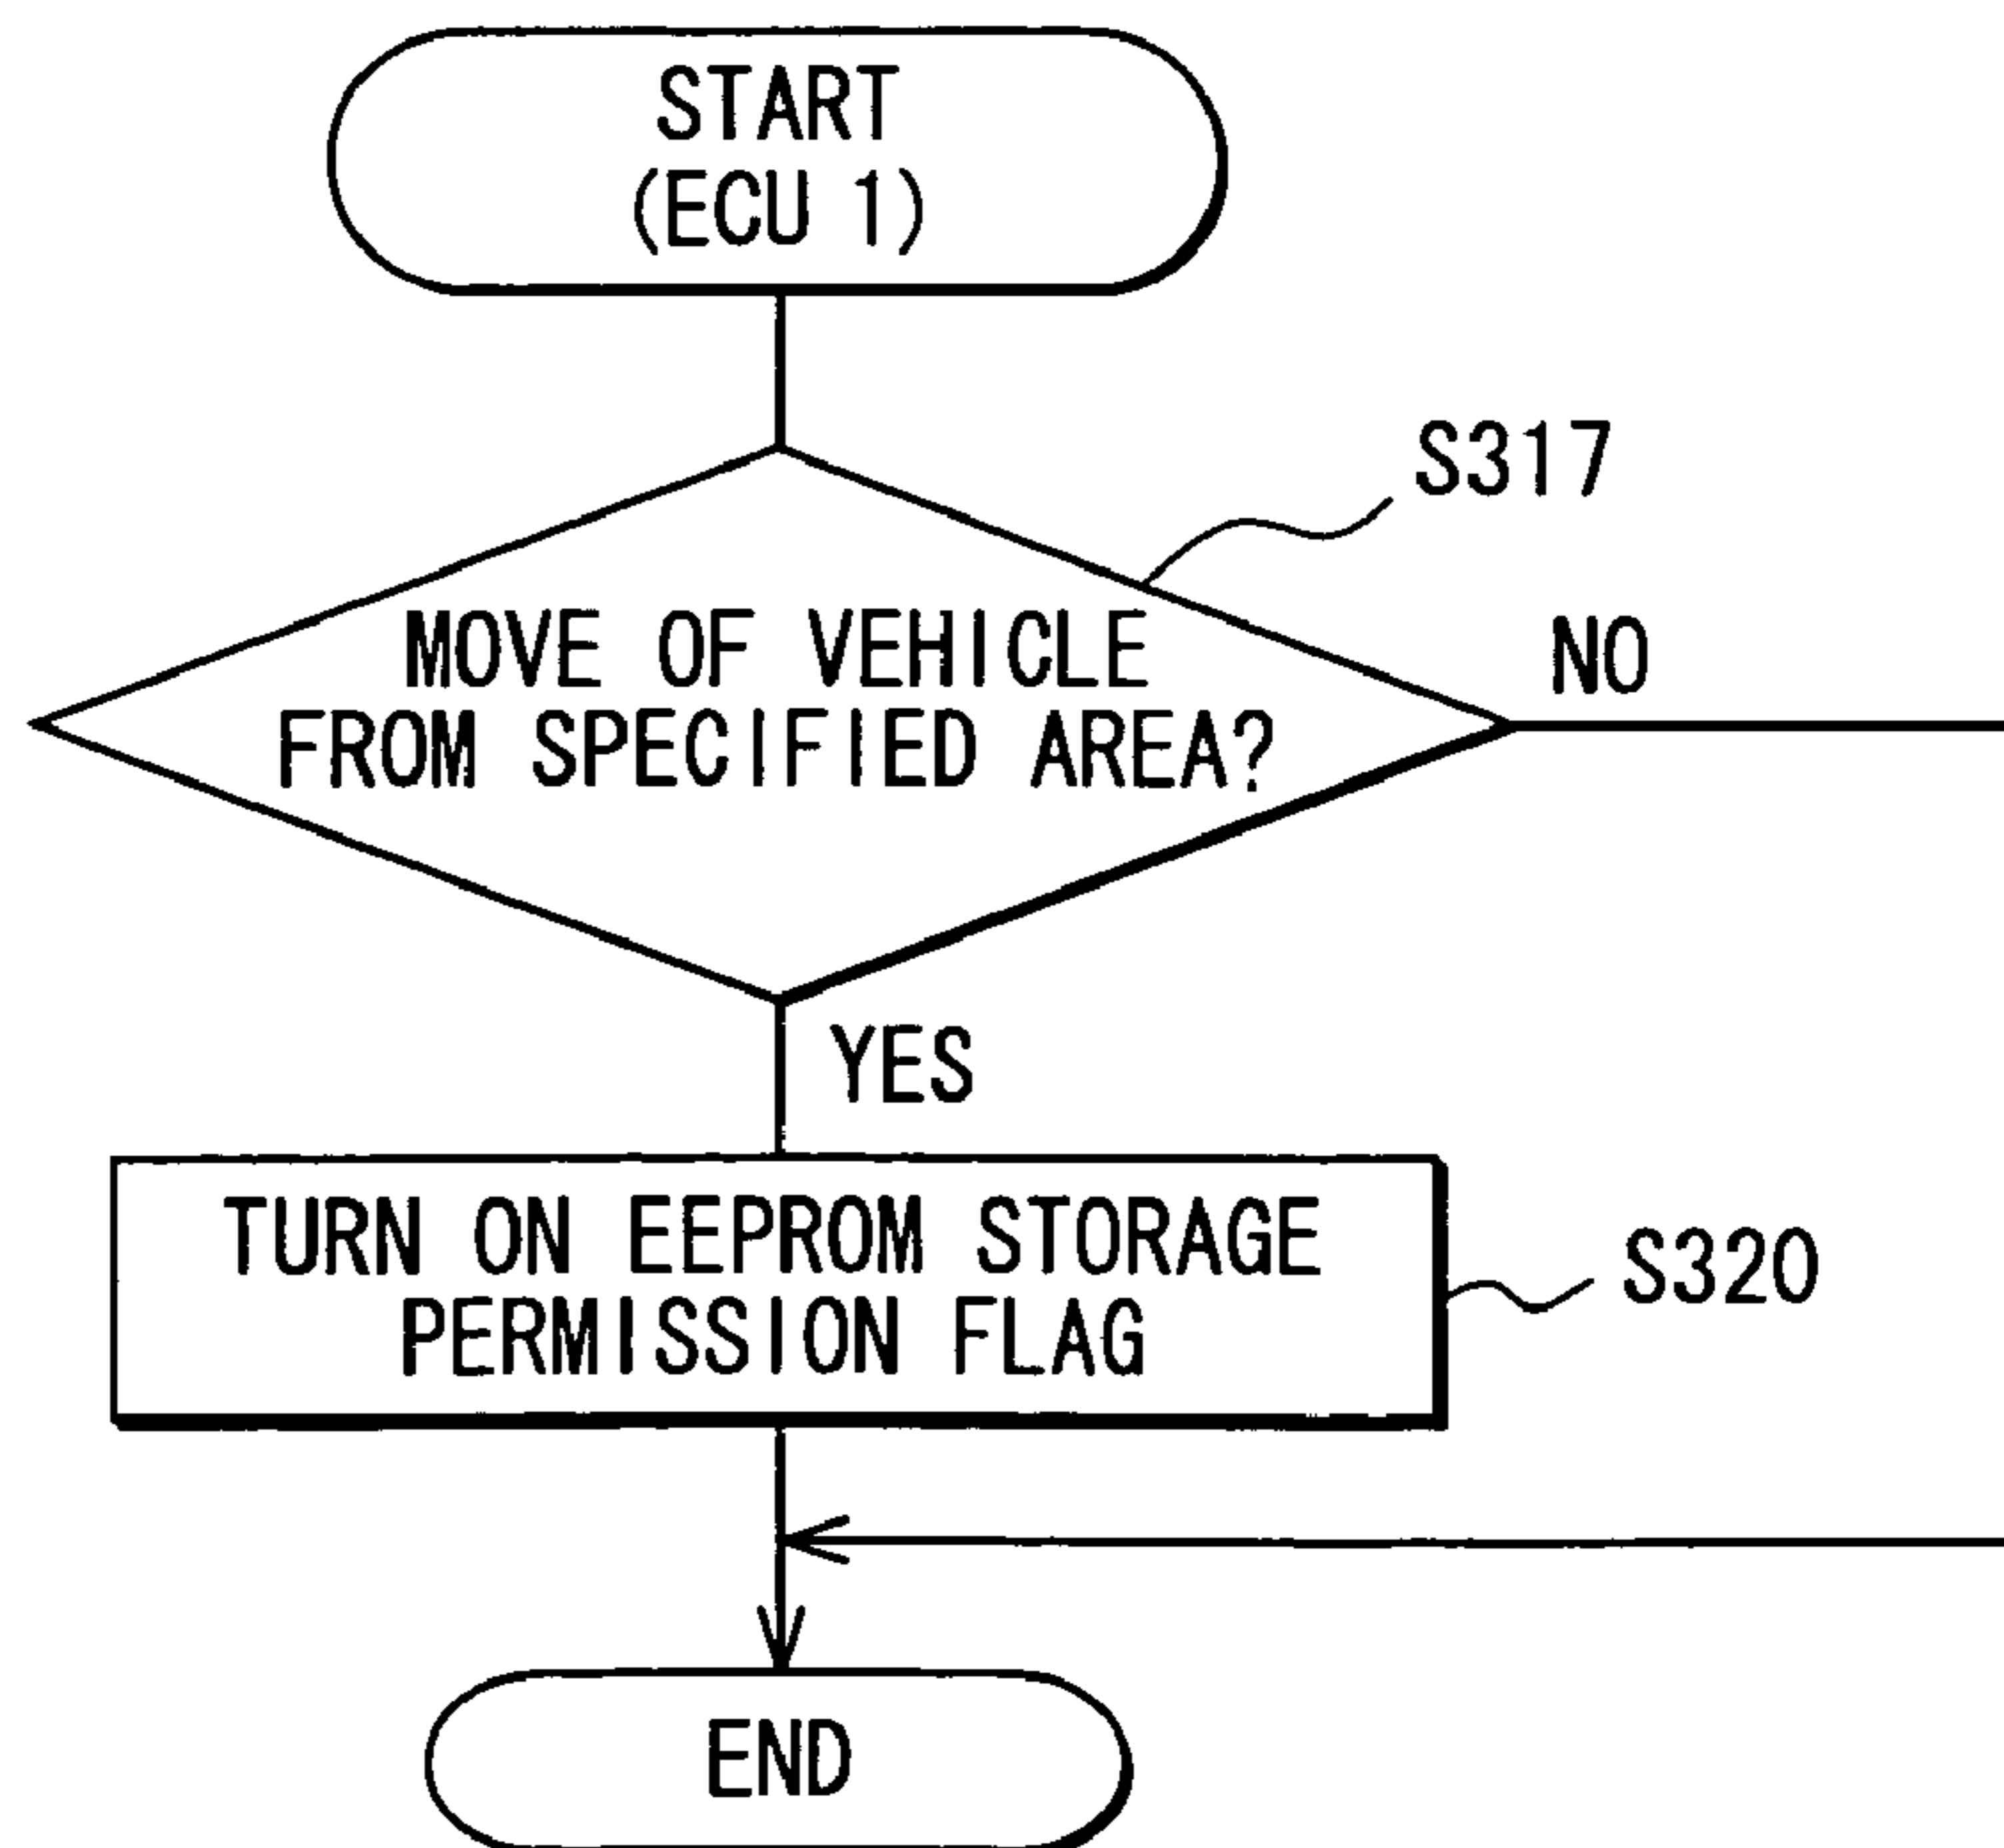 START
(ECU 1)
S317
MOVE OF VEHICLE
FROM SPECIFIED AREA?
NO
YES
TURN ON EEPROM STORAGE
PERMISSION FLAG
S320
END